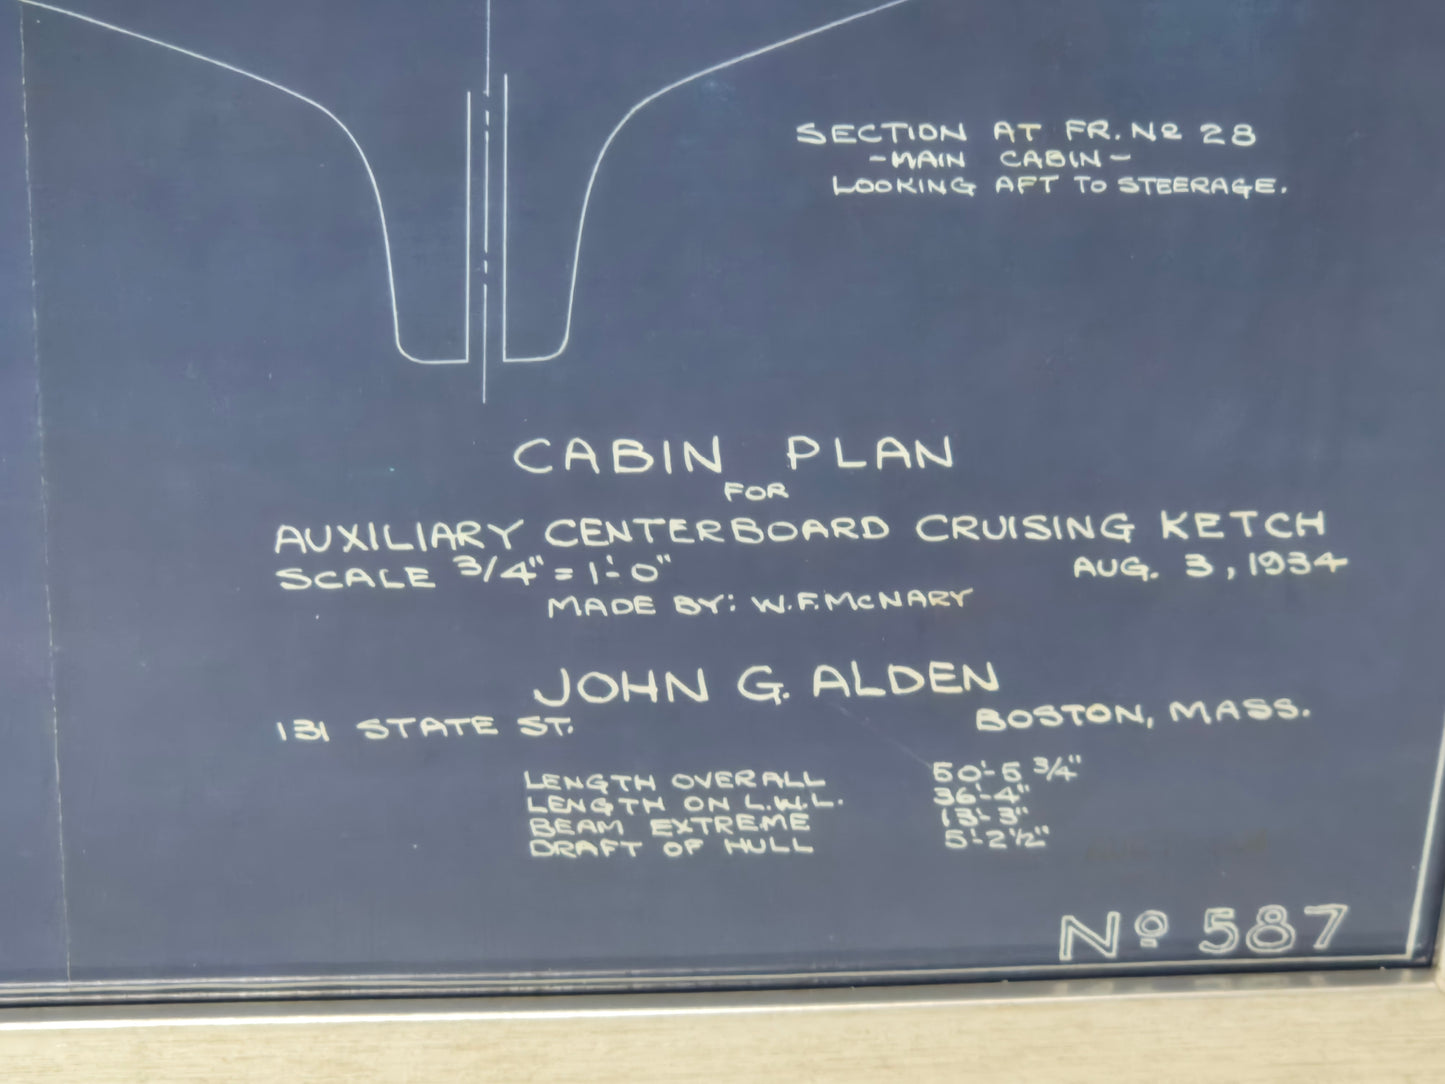 SECTION AT FR. No 28
-MAIN CABIN-
LOOKING AFT TO STEERAGE.
CABIN PLAN
FOR
AUXILIARY CENTERBOARD CRUISING KETCH
SCALE 3/4" = 1'-0" AUG. 3, 1934
MADE BY: W.F. McNARY
JOHN G. ALDEN
131 STATE ST. BOSTON, MASS.
LENGTH OVERALL 50'-5 3/4"
LENGTH ON L.W.L. 36'-4"
BEAM EXTREME 13'-3"
DRAFT OF HULL 5'-2 1/2"
No 587